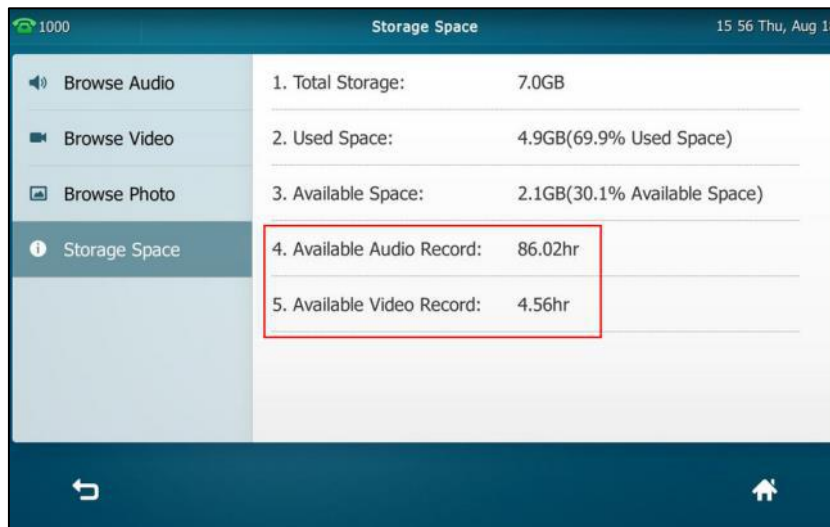 1000 Storage Space 15 56 Thu, Aug
Browse Audio
Browse Video
Browse Photo
Storage Space
1. Total Storage: 7.0GB
2. Used Space: 4.9GB(69.9% Used Space)
3. Available Space: 2.1GB(30.1% Available Space)
4. Available Audio Record: 86.02hr
5. Available Video Record: 4.56hr